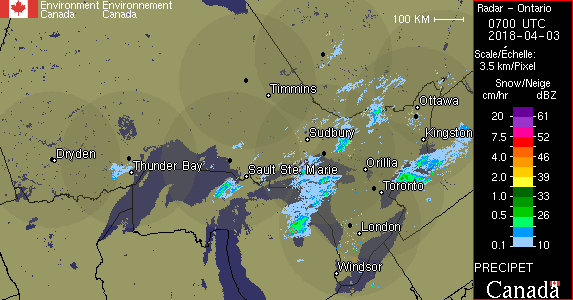 Environment Environnement
Canada Canada
100 KM
Timmins
Ottawa
Sudbury
Kingston
Dryden
Thunder Bay
Sault Ste. Marie
Orillia
Toronto
London
Windsor
Radar - Ontario
0700 UTC
2018-04-03
Scale/Échelle:
3.5 km/Pixel
Snow/Neige
cm/hr dBZ
20 61
7.5 52
4.0 46
2.0 39
1.0 33
0.5 26
0.1 10
PRECIPET
Canada